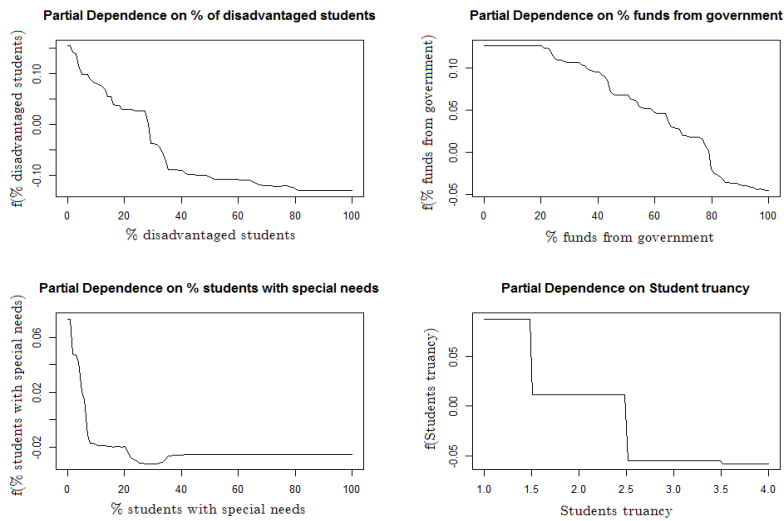 Partial Dependence on % of disadvantaged students
f(% disadvantaged students)
0.10
0.00
-0.10
0 20 40 60 80 100
% disadvantaged students
Partial Dependence on % funds from government
f(% funds from government)
0.10
0.05
0.00
-0.05
0 20 40 60 80 100
% funds from government
Partial Dependence on % students with special needs
f(% students with special needs)
0.06
0.02
-0.02
0 20 40 60 80 100
% students with special needs
Partial Dependence on Student truancy
f(Students truancy)
0.05
0.00
-0.05
1.0 1.5 2.0 2.5 3.0 3.5 4.0
Students truancy